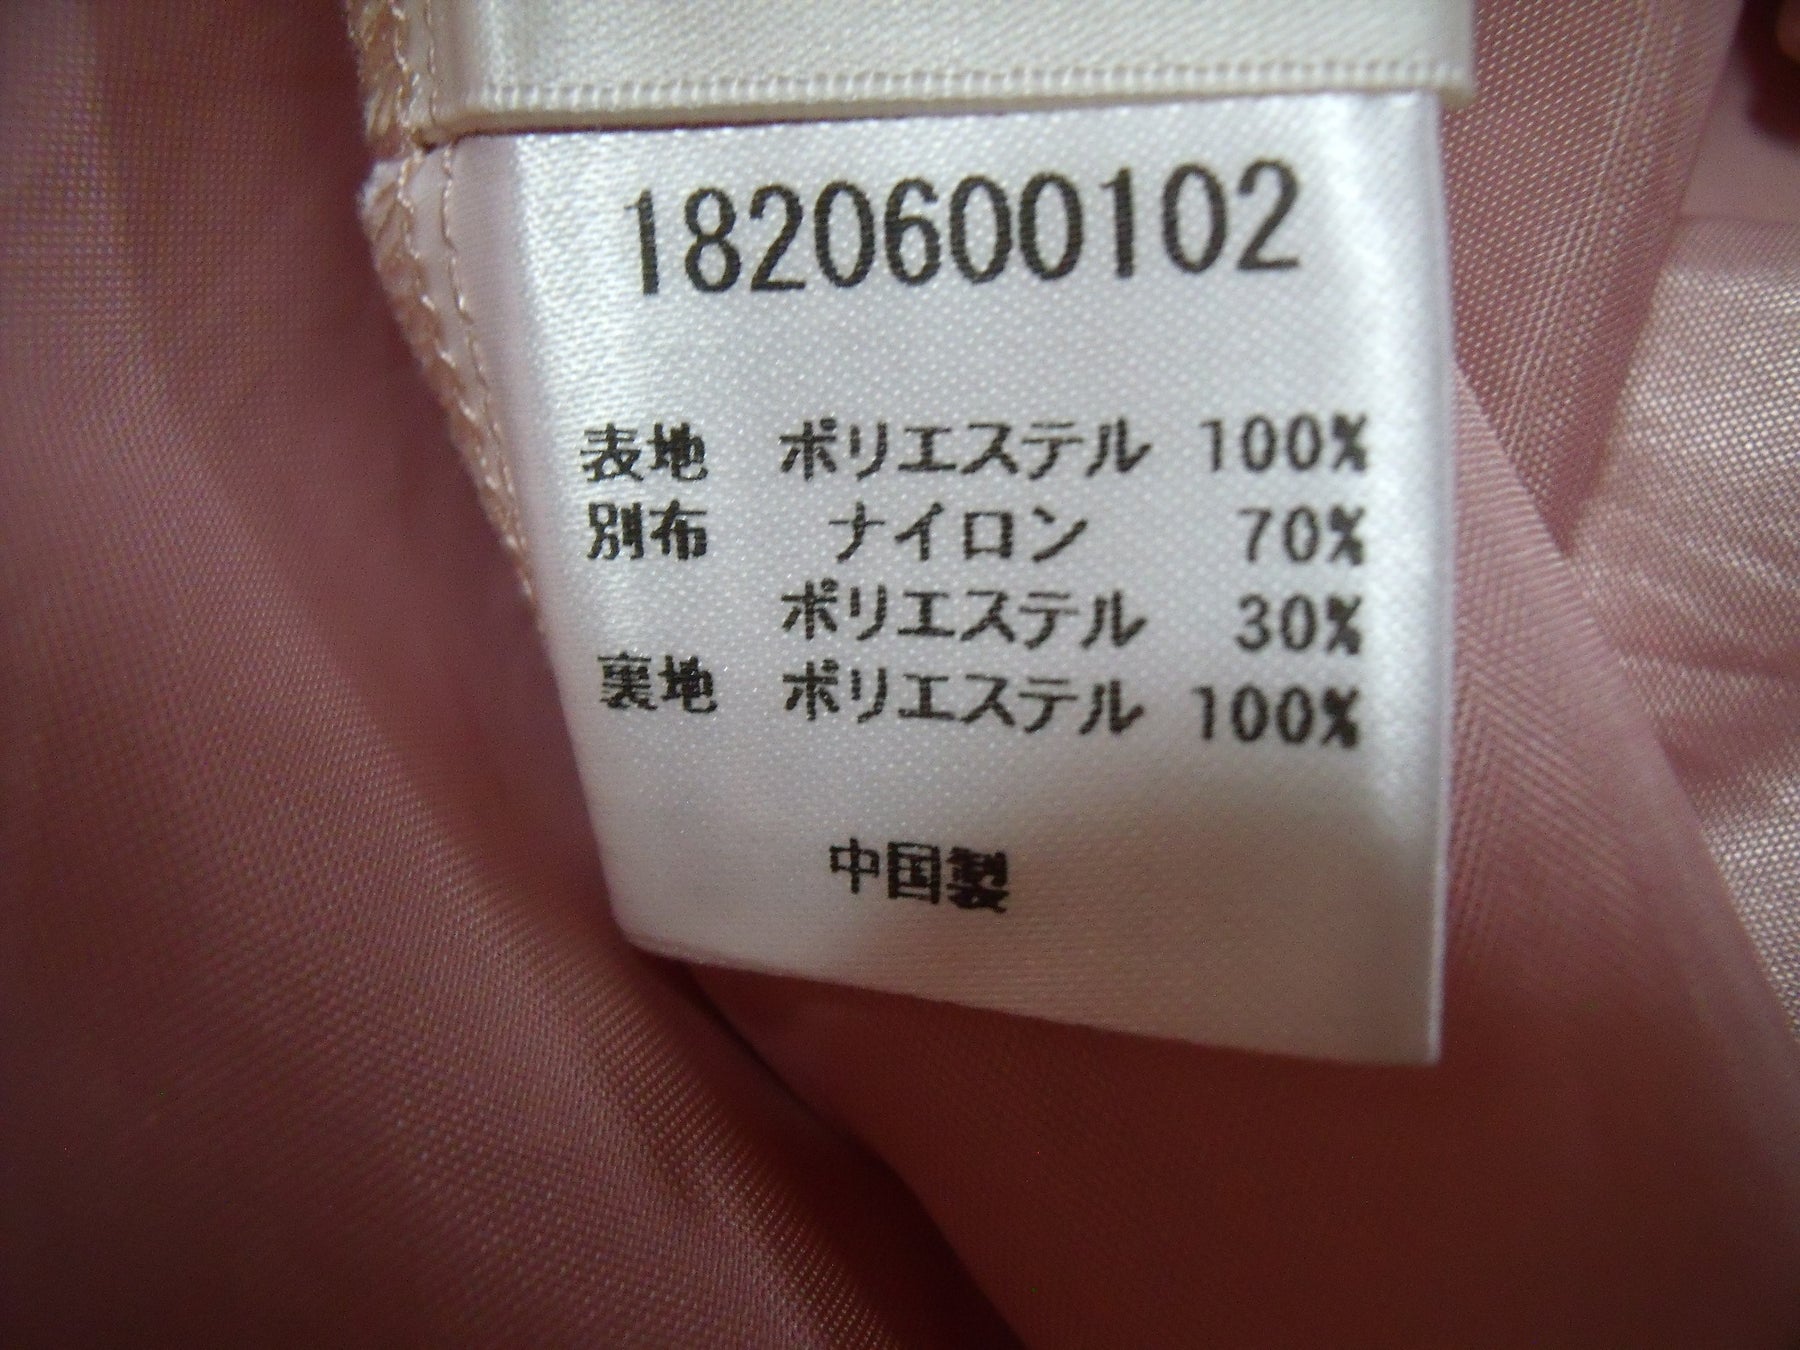 1820600102
表地 ポリエステル 100%
別布 ナイロン 70%
ポリエステル 30%
裏地 ポリエステル 100%
中国製